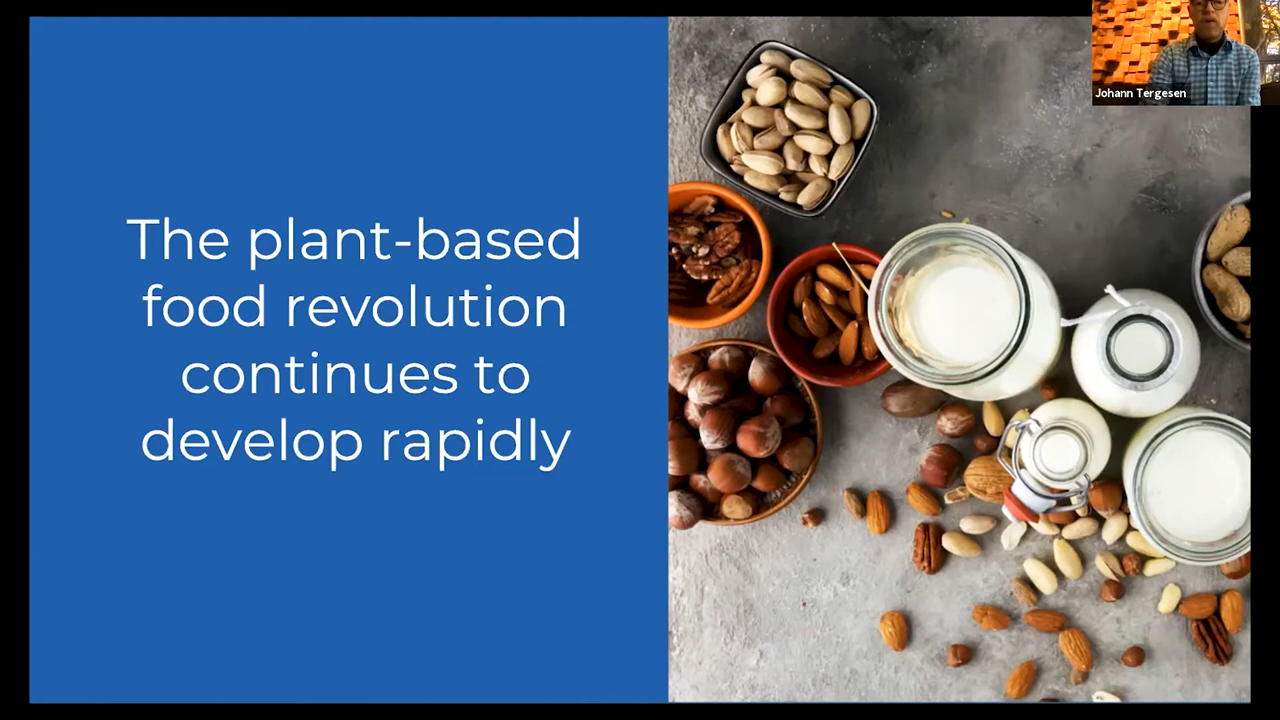 Johann Tergesen
The plant-based
food revolution
continues to
develop rapidly